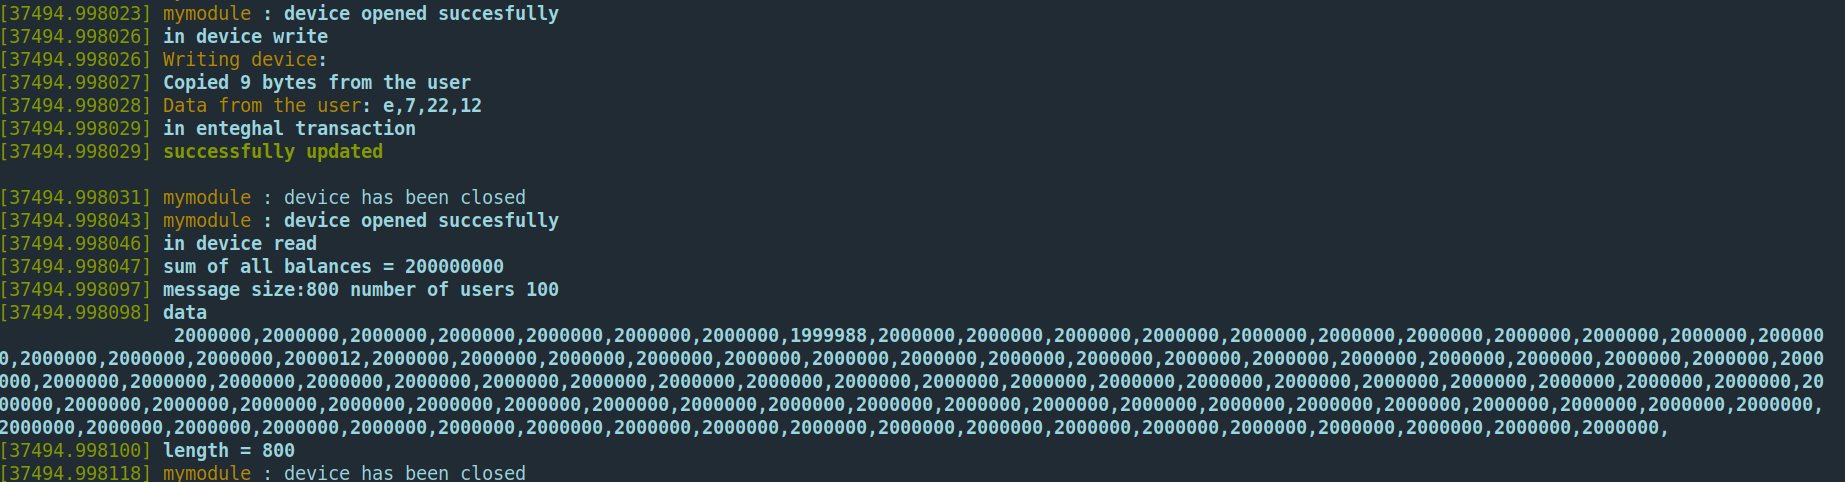 [37494.998023] mymodule : device opened succesfully
[37494.998026] in device write
[37494.998026] Writing device:
[37494.998027] Copied 9 bytes from the user
[37494.998028] Data from the user: e,7,22,12
[37494.998029] in enteghal transaction
[37494.998029] successfully updated
[37494.998031] mymodule : device has been closed
[37494.998043] mymodule : device opened succesfully
[37494.998046] in device read
[37494.998047] sum of all balances = 200000000
[37494.998097] message size:800 number of users 100
[37494.998098] data
2000000,2000000,2000000,2000000,2000000,2000000,2000000,1999988,2000000,2000000,2000000,2000000,2000000,2000000,2000000,2000000,2000000,2000000,200000
0,2000000,2000000,2000000,2000012,2000000,2000000,2000000,2000000,2000000,2000000,2000000,2000000,2000000,2000000,2000000,2000000,2000000,2000000,2000000,2000000,2000
000,2000000,2000000,2000000,2000000,2000000,2000000,2000000,2000000,2000000,2000000,2000000,2000000,2000000,2000000,2000000,2000000,2000000,2000000,2000000,2000000,20
00000,2000000,2000000,2000000,2000000,2000000,2000000,2000000,2000000,2000000,2000000,2000000,2000000,2000000,2000000,2000000,2000000,2000000,2000000,2000000,2000000,
2000000,2000000,2000000,2000000,2000000,2000000,2000000,2000000,2000000,2000000,2000000,2000000,2000000,2000000,2000000,2000000,2000000,2000000,2000000,
[37494.998100] length = 800
[37494.998118] mymodule : device has been closed